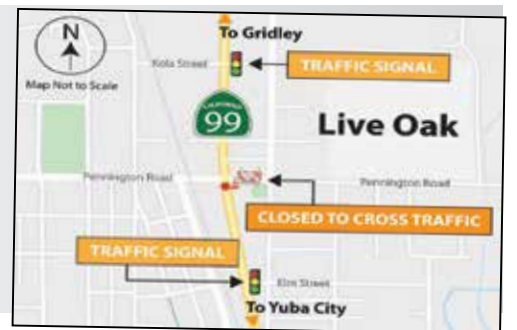 N
Map Not to Scale
To Gridley
Kola Street
TRAFFIC SIGNAL
CALIFORNIA
99
Live Oak
Pennington Road
Pennington Road
CLOSED TO CROSS TRAFFIC
TRAFFIC SIGNAL
Elm Street
To Yuba City